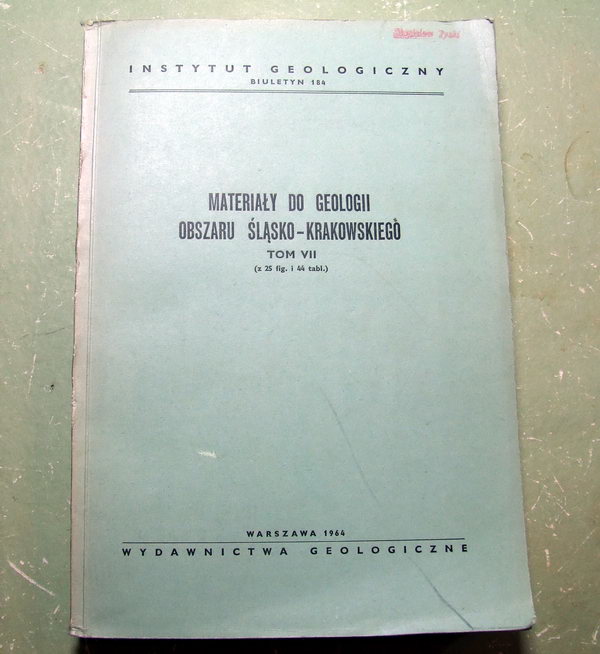 INSTYTUT GEOLOGICZNY
BIULETYN 184
MATERIAŁY DO GEOLOGII
OBSZARU ŚLĄSKO-KRAKOWSKIEGO
TOM VII
(z 25 fig. i 44 tabl.)
WARSZAWA 1964
WYDAWNICTWA GEOLOGICZNE